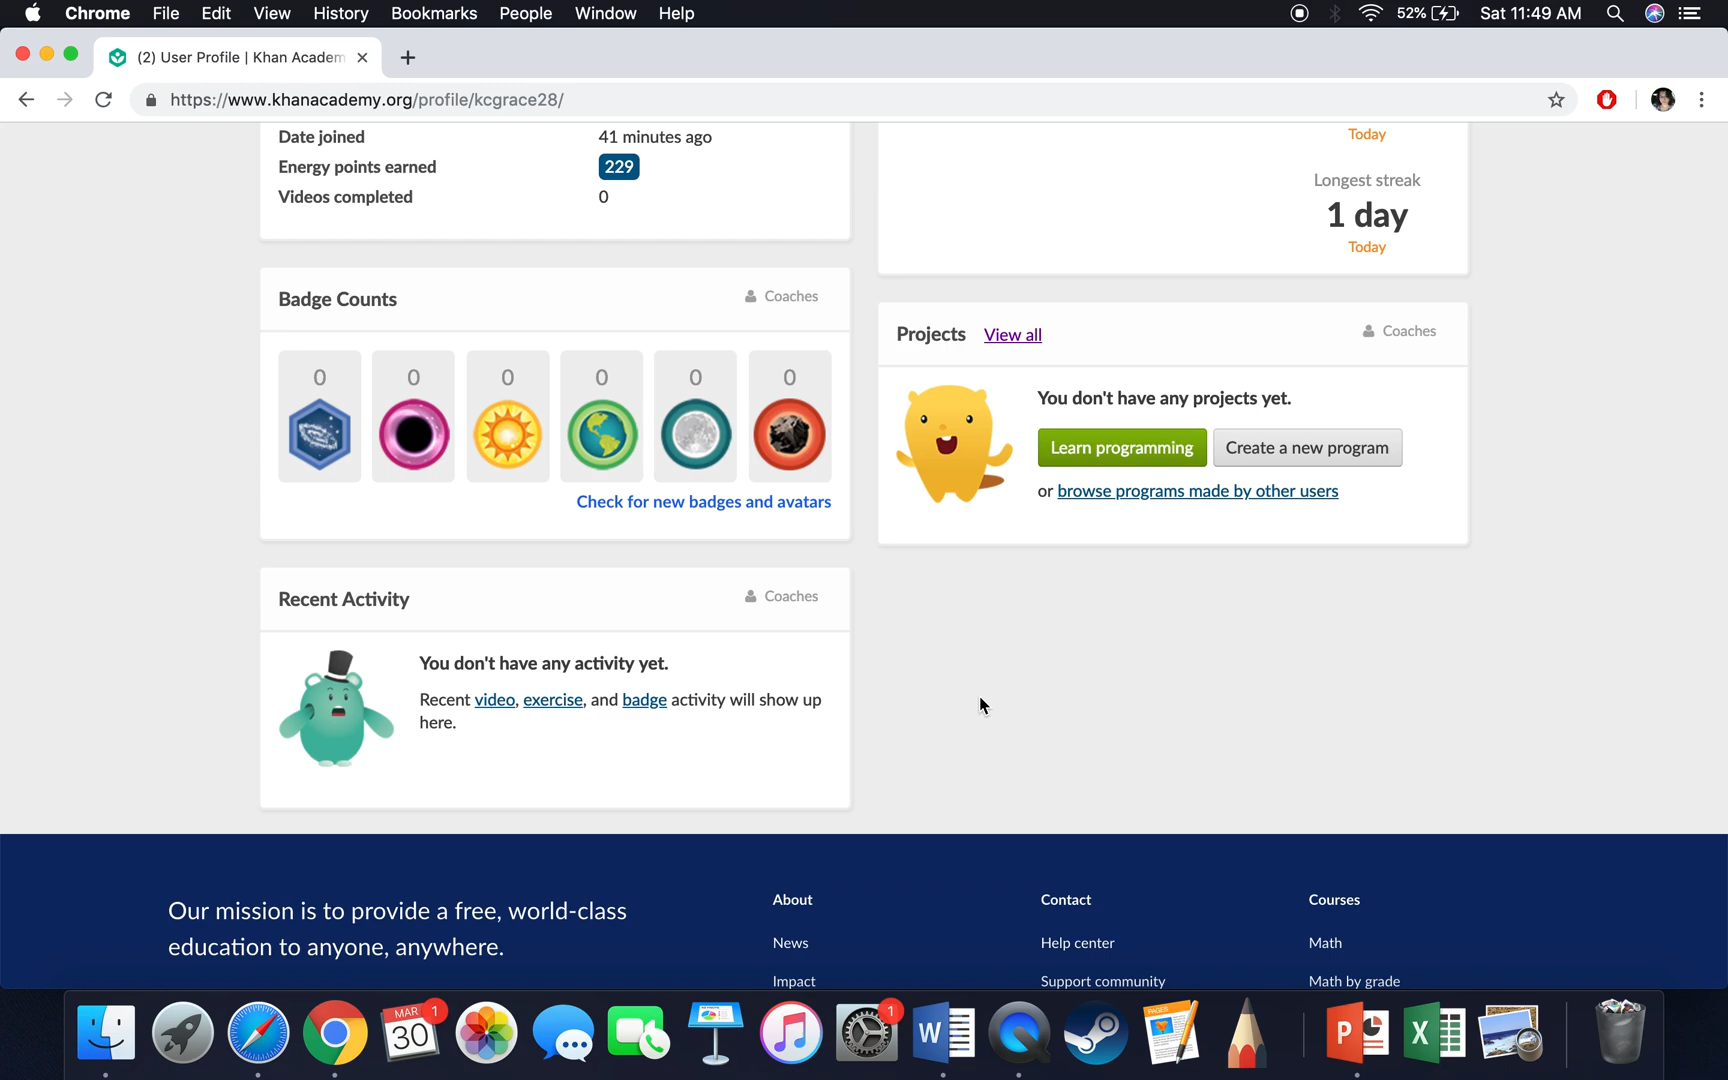 Chrome File Edit View History Bookmarks People Window Help 52% Sat 11:49 AM
(2) User Profile | Khan Academ
https://www.khanacademy.org/profile/kcgrace28/
Date joined 41 minutes ago
Energy points earned 229
Videos completed 0
Today
Longest streak
1 day
Today
Badge Counts Coaches
0 0 0 0 0 0
Check for new badges and avatars
Projects View all Coaches
You don't have any projects yet.
Learn programming Create a new program
or browse programs made by other users
Recent Activity Coaches
You don't have any activity yet.
Recent video, exercise, and badge activity will show up
here.
Our mission is to provide a free, world-class
education to anyone, anywhere.
About
News
Impact
Contact
Help center
Support community
Courses
Math
Math by grade
MAR
30
1
1
W
PAGES
P
X